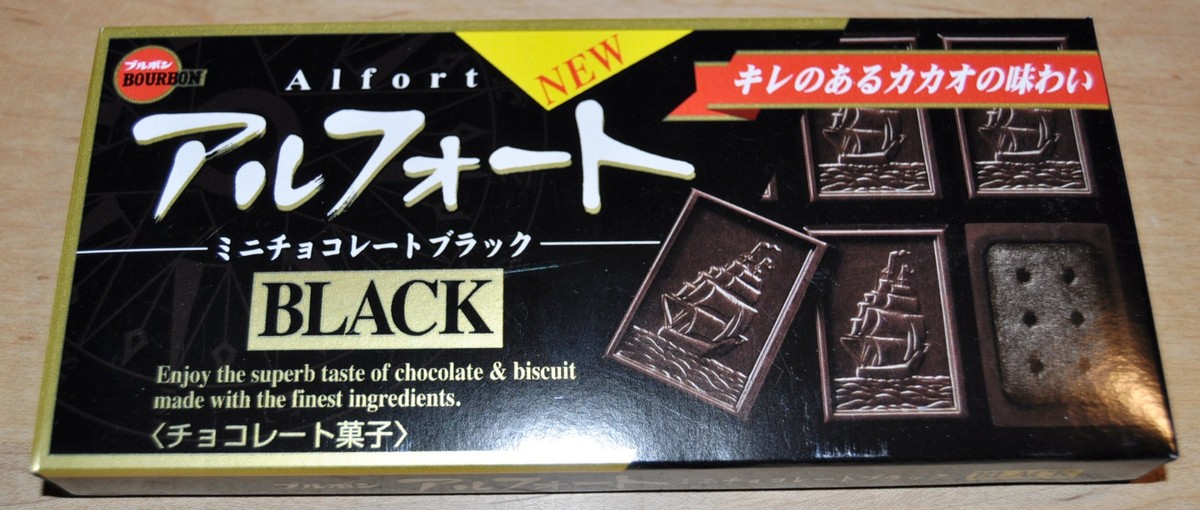 ブルボン
BOURBON
Alfort
NEW
キレのあるカカオの味わい
アルフォート
ミニチョコレートブラック
BLACK
Enjoy the superb taste of chocolate & biscuit
made with the finest ingredients.
〈チョコレート菓子〉
ブルボン アルフォート